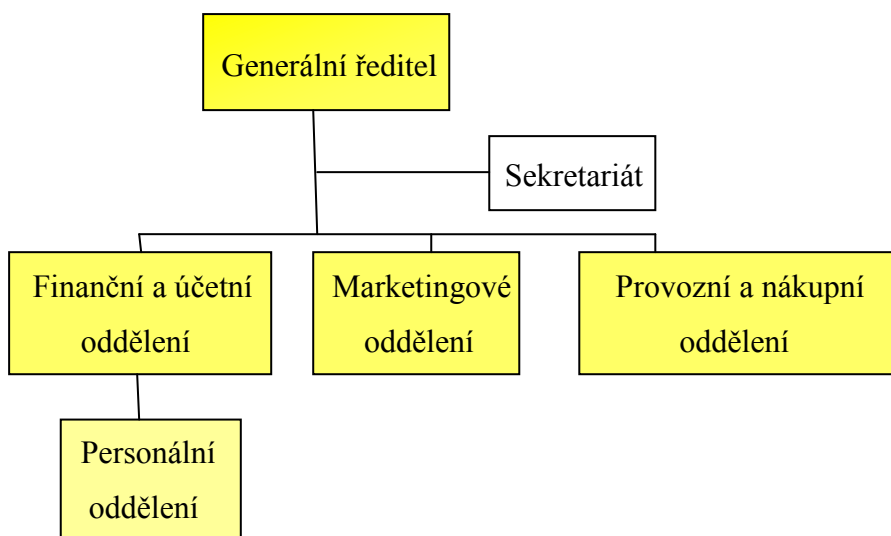 Generální ředitel
Sekretariát
Finanční a účetní
oddělení
Marketingové
oddělení
Provozní a nákupní
oddělení
Personální
oddělení